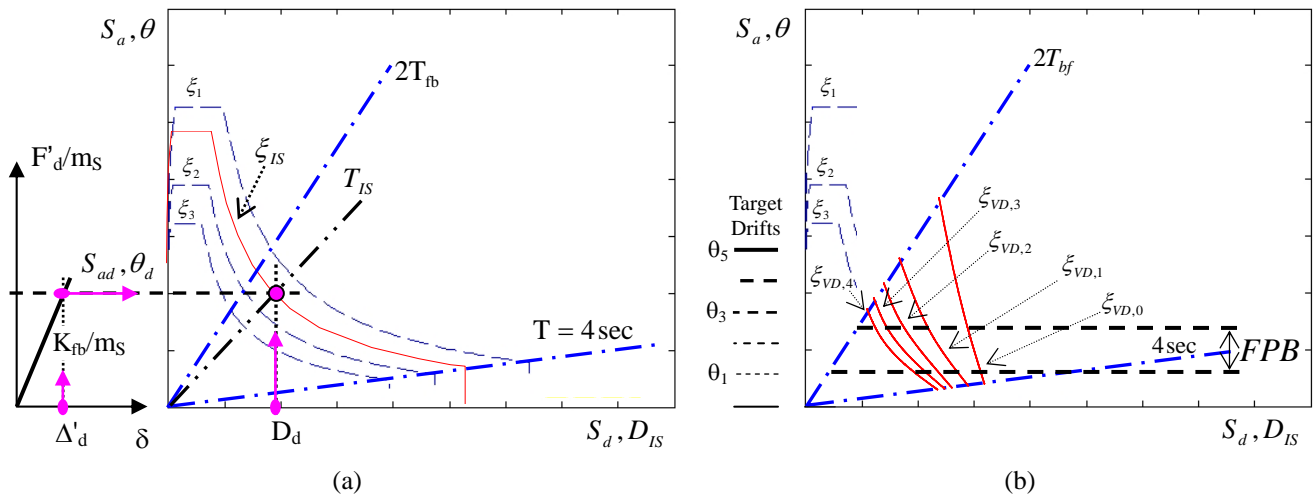 S_a, θ
2T_fb
ξ_1
ξ_IS
T_IS
F'_d/m_S
ξ_2
ξ_3
S_ad, θ_d
K_fb/m_S
T = 4sec
Δ'_d
δ
D_d
S_d, D_IS
(a)
S_a, θ
2T_bf
ξ_1
ξ_2
ξ_3
ξ_VD,3
Target
Drifts
ξ_VD,2
θ_5
ξ_VD,4
ξ_VD,1
ξ_VD,0
θ_3
4sec
FPB
θ_1
S_d, D_IS
(b)